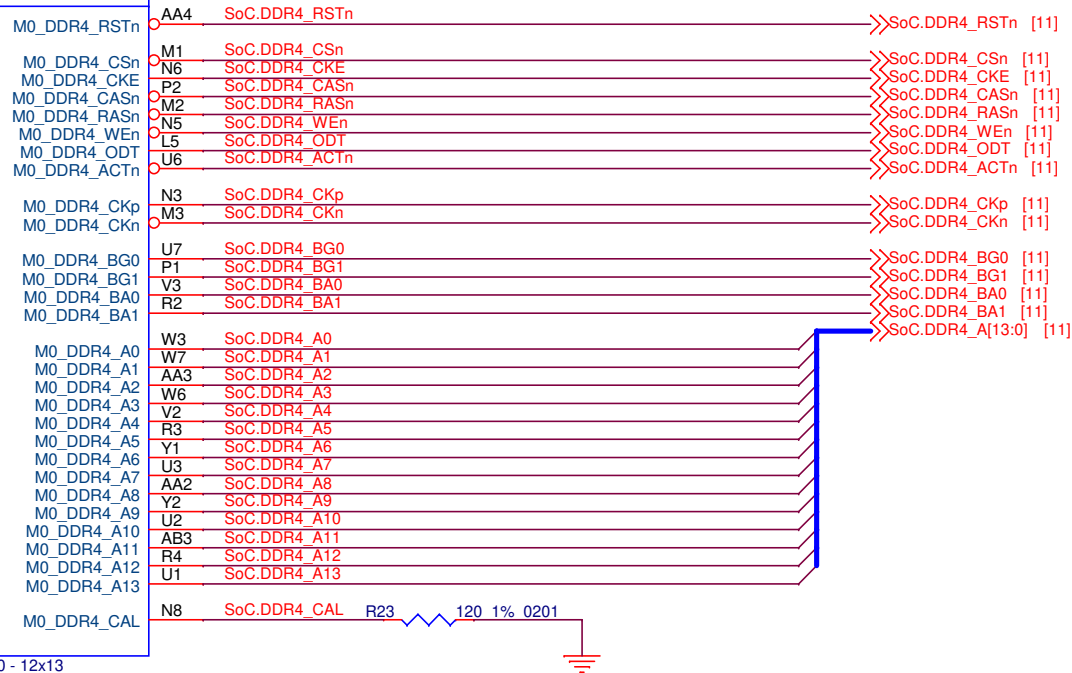 M0_DDR4_RSTn AA4 SoC.DDR4_RSTn SoC.DDR4_RSTn [11]
M0_DDR4_CSn M1 SoC.DDR4_CSn SoC.DDR4_CSn [11]
M0_DDR4_CKE N6 SoC.DDR4_CKE SoC.DDR4_CKE [11]
M0_DDR4_CASn P2 SoC.DDR4_CASn SoC.DDR4_CASn [11]
M0_DDR4_RASn M2 SoC.DDR4_RASn SoC.DDR4_RASn [11]
M0_DDR4_WEn N5 SoC.DDR4_WEn SoC.DDR4_WEn [11]
M0_DDR4_ODT L5 SoC.DDR4_ODT SoC.DDR4_ODT [11]
M0_DDR4_ACTn U6 SoC.DDR4_ACTn SoC.DDR4_ACTn [11]
M0_DDR4_CKp N3 SoC.DDR4_CKp SoC.DDR4_CKp [11]
M0_DDR4_CKn M3 SoC.DDR4_CKn SoC.DDR4_CKn [11]
M0_DDR4_BG0 U7 SoC.DDR4_BG0 SoC.DDR4_BG0 [11]
M0_DDR4_BG1 P1 SoC.DDR4_BG1 SoC.DDR4_BG1 [11]
M0_DDR4_BA0 V3 SoC.DDR4_BA0 SoC.DDR4_BA0 [11]
M0_DDR4_BA1 R2 SoC.DDR4_BA1 SoC.DDR4_BA1 [11]
SoC.DDR4_A[13:0] [11]
M0_DDR4_A0 W3 SoC.DDR4_A0
M0_DDR4_A1 W7 SoC.DDR4_A1
M0_DDR4_A2 AA3 SoC.DDR4_A2
M0_DDR4_A3 W6 SoC.DDR4_A3
M0_DDR4_A4 V2 SoC.DDR4_A4
M0_DDR4_A5 R3 SoC.DDR4_A5
M0_DDR4_A6 Y1 SoC.DDR4_A6
M0_DDR4_A7 U3 SoC.DDR4_A7
M0_DDR4_A8 AA2 SoC.DDR4_A8
M0_DDR4_A9 Y2 SoC.DDR4_A9
M0_DDR4_A10 U2 SoC.DDR4_A10
M0_DDR4_A11 AB3 SoC.DDR4_A11
M0_DDR4_A12 R4 SoC.DDR4_A12
M0_DDR4_A13 U1 SoC.DDR4_A13
M0_DDR4_CAL N8 SoC.DDR4_CAL R23 120 1% 0201
0 - 12x13